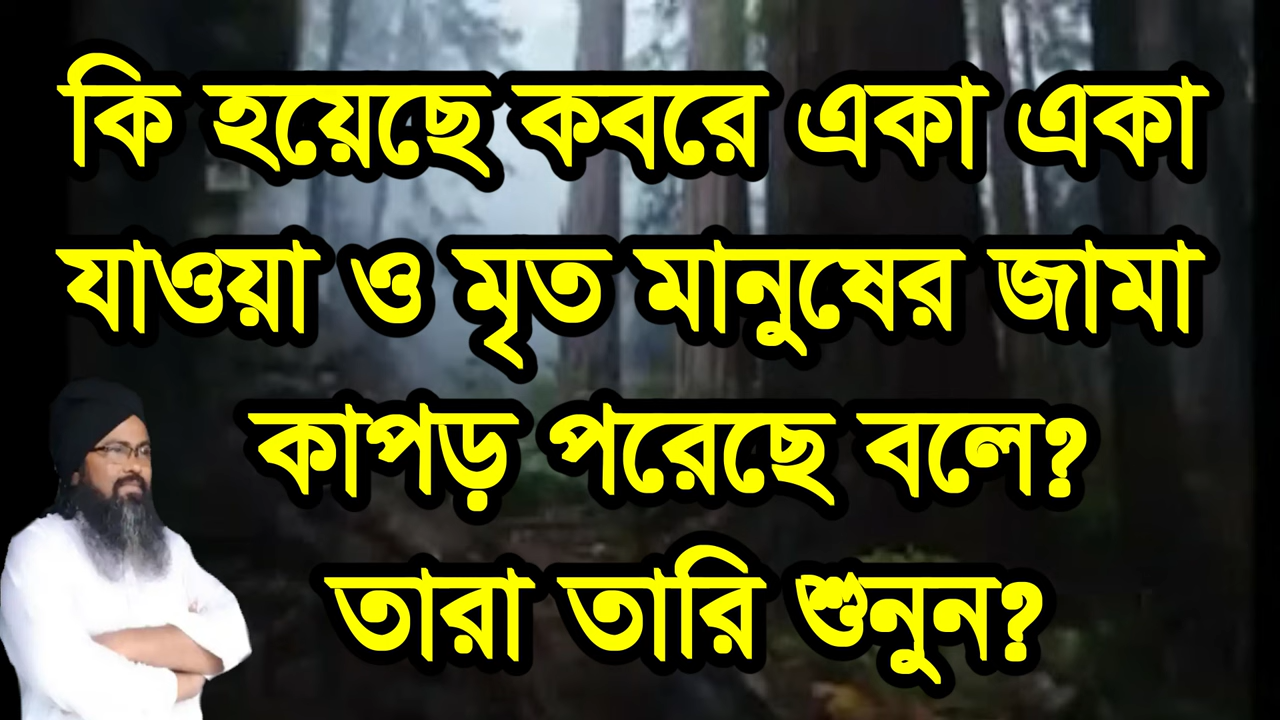 কি হয়েছে কবরে একা একা
যাওয়া ও মৃত মানুষের জামা
কাপড় পরেছে বলে?
তারা তারি শুনুন?